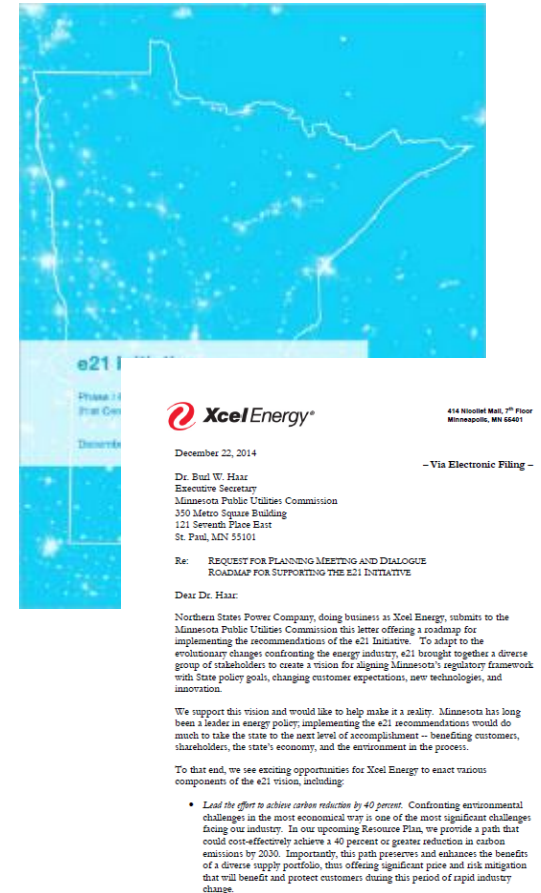 e21 I
Phase I
21st Cen
Decembe
Xcel Energy®
414 Nicollet Mall, 7th Floor
Minneapolis, MN 55401
December 22, 2014
– Via Electronic Filing –
Dr. Burl W. Haar
Executive Secretary
Minnesota Public Utilities Commission
350 Metro Square Building
121 Seventh Place East
St. Paul, MN 55101
Re: REQUEST FOR PLANNING MEETING AND DIALOGUE
ROADMAP FOR SUPPORTING THE E21 INITIATIVE
Dear Dr. Haar:
Northern States Power Company, doing business as Xcel Energy, submits to the
Minnesota Public Utilities Commission this letter offering a roadmap for
implementing the recommendations of the e21 Initiative. To adapt to the
evolutionary changes confronting the energy industry, e21 brought together a diverse
group of stakeholders to create a vision for aligning Minnesota's regulatory framework
with State policy goals, changing customer expectations, new technologies, and
innovation.
We support this vision and would like to help make it a reality. Minnesota has long
been a leader in energy policy; implementing the e21 recommendations would do
much to take the state to the next level of accomplishment -- benefiting customers,
shareholders, the state's economy, and the environment in the process.
To that end, we see exciting opportunities for Xcel Energy to enact various
components of the e21 vision, including:
• Lead the effort to achieve carbon reduction by 40 percent. Confronting environmental
challenges in the most economical way is one of the most significant challenges
facing our industry. In our upcoming Resource Plan, we provide a path that
could cost-effectively achieve a 40 percent or greater reduction in carbon
emissions by 2030. Importantly, this path preserves and enhances the benefits
of a diverse supply portfolio, thus offering significant price and risk mitigation
that will benefit and protect customers during this period of rapid industry
change.